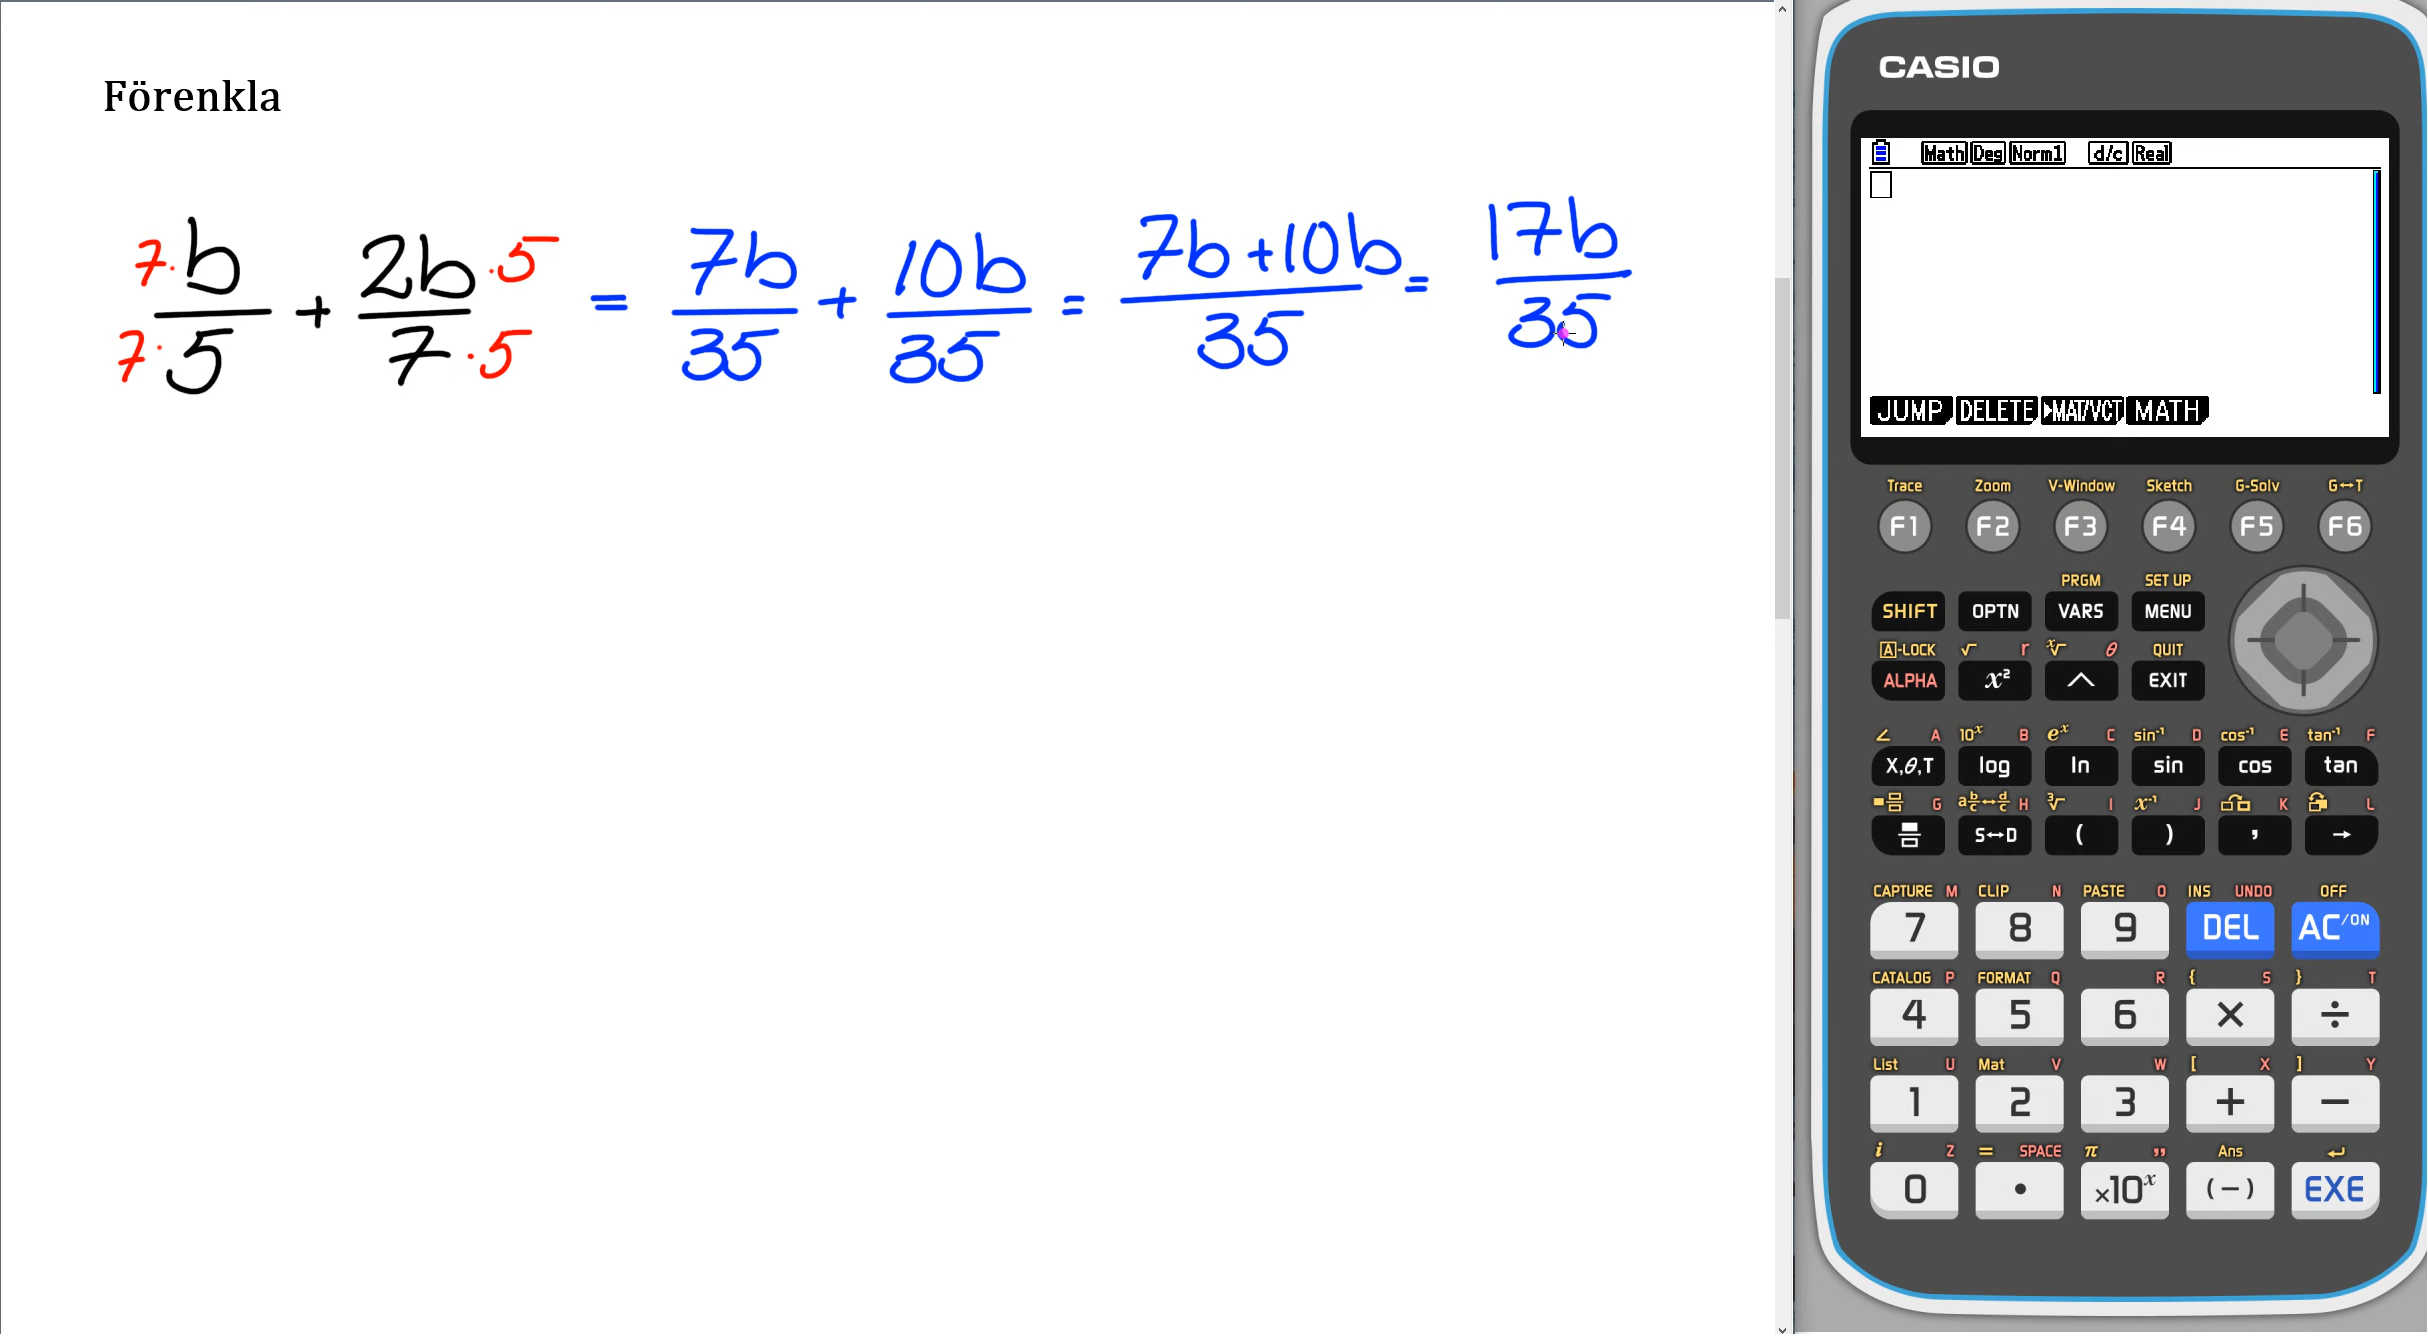 Förenkla
7·b/7·5 + 2b·5/7·5 = 7b/35 + 10b/35 = 7b+10b/35 = 17b/35
CASIO
Math Deg Norm1 d/c Real
JUMP DELETE ►MAT/VCT MATH
Trace Zoom V-Window Sketch G-Solv G↔T
F1 F2 F3 F4 F5 F6
PRGM SET UP
SHIFT OPTN VARS MENU
A-LOCK √ r ˣ√ θ QUIT
ALPHA x² ^ EXIT
∠ A 10ˣ B eˣ C sin⁻¹ D cos⁻¹ E tan⁻¹ F
X,θ,T log ln sin cos tan
G a b/c↔d/c H ³√ I x⁻¹ J K L
S↔D ( ) , →
CAPTURE M CLIP N PASTE O INS UNDO OFF
7 8 9 DEL AC/ON
CATALOG P FORMAT Q R { S } T
4 5 6 × ÷
List U Mat V W [ X ] Y
1 2 3 + −
i Z = SPACE π ” Ans ↵
0 • ×10ˣ (−) EXE